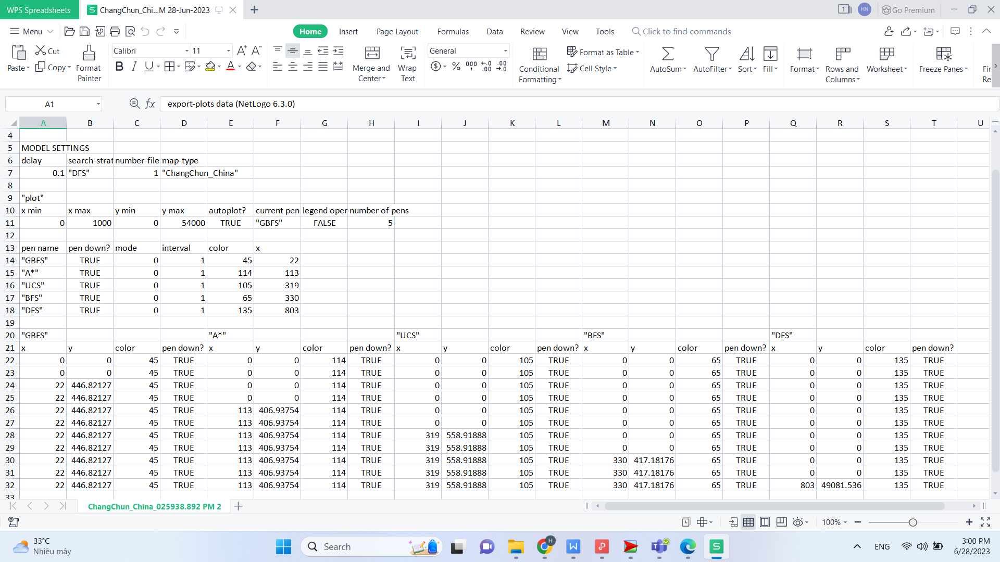 WPS Spreadsheets ChangChun_Chi...M 28-Jun-2023 1 HN Go Premium
Menu Home Insert Page Layout Formulas Data Review View Tools Click to find commands
Paste Cut Copy Format Painter Calibri 11 A+ A- B I U A Merge and Center Wrap Text General Conditional Formatting Format as Table Cell Style AutoSum AutoFilter Sort Fill Format Rows and Columns Worksheet Freeze Panes Fir Re
A1 fx export-plots data (NetLogo 6.3.0)
A B C D E F G H I J K L M N O P Q R S T U
4
5 MODEL SETTINGS
6 delay search-strat number-file map-type
7 0.1 "DFS" 1 "ChangChun_China"
8
9 "plot"
10 x min x max y min y max autoplot? current pen legend oper number of pens
11 0 1000 0 54000 TRUE "GBFS" FALSE 5
12
13 pen name pen down? mode interval color x
14 "GBFS" TRUE 0 1 45 22
15 "A*" TRUE 0 1 114 113
16 "UCS" TRUE 0 1 105 319
17 "BFS" TRUE 0 1 65 330
18 "DFS" TRUE 0 1 135 803
19
20 "GBFS" "A*" "UCS" "BFS" "DFS"
21 x y color pen down? x y color pen down? x y color pen down? x y color pen down? x y color pen down?
22 0 0 45 TRUE 0 0 114 TRUE 0 0 105 TRUE 0 0 65 TRUE 0 0 135 TRUE
23 0 0 45 TRUE 0 0 114 TRUE 0 0 105 TRUE 0 0 65 TRUE 0 0 135 TRUE
24 22 446.82127 45 TRUE 0 0 114 TRUE 0 0 105 TRUE 0 0 65 TRUE 0 0 135 TRUE
25 22 446.82127 45 TRUE 0 0 114 TRUE 0 0 105 TRUE 0 0 65 TRUE 0 0 135 TRUE
26 22 446.82127 45 TRUE 113 406.93754 114 TRUE 0 0 105 TRUE 0 0 65 TRUE 0 0 135 TRUE
27 22 446.82127 45 TRUE 113 406.93754 114 TRUE 0 0 105 TRUE 0 0 65 TRUE 0 0 135 TRUE
28 22 446.82127 45 TRUE 113 406.93754 114 TRUE 319 558.91888 105 TRUE 0 0 65 TRUE 0 0 135 TRUE
29 22 446.82127 45 TRUE 113 406.93754 114 TRUE 319 558.91888 105 TRUE 0 0 65 TRUE 0 0 135 TRUE
30 22 446.82127 45 TRUE 113 406.93754 114 TRUE 319 558.91888 105 TRUE 330 417.18176 65 TRUE 0 0 135 TRUE
31 22 446.82127 45 TRUE 113 406.93754 114 TRUE 319 558.91888 105 TRUE 330 417.18176 65 TRUE 0 0 135 TRUE
32 22 446.82127 45 TRUE 113 406.93754 114 TRUE 319 558.91888 105 TRUE 330 417.18176 65 TRUE 803 49081.536 135 TRUE
33
ChangChun_China_025938.892 PM 2
100%
33°C
Nhiều mây
Search
ENG
3:00 PM
6/28/2023